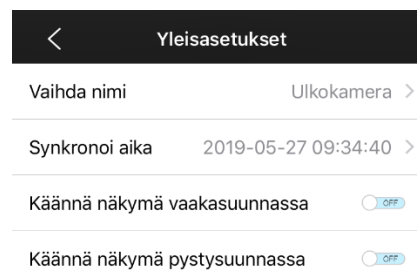 Yleisasetukset
Vaihda nimi Ulkokamera
Synkronoi aika 2019-05-27 09:34:40
Käännä näkymä vaakasuunnassa OFF
Käännä näkymä pystysuunnassa OFF